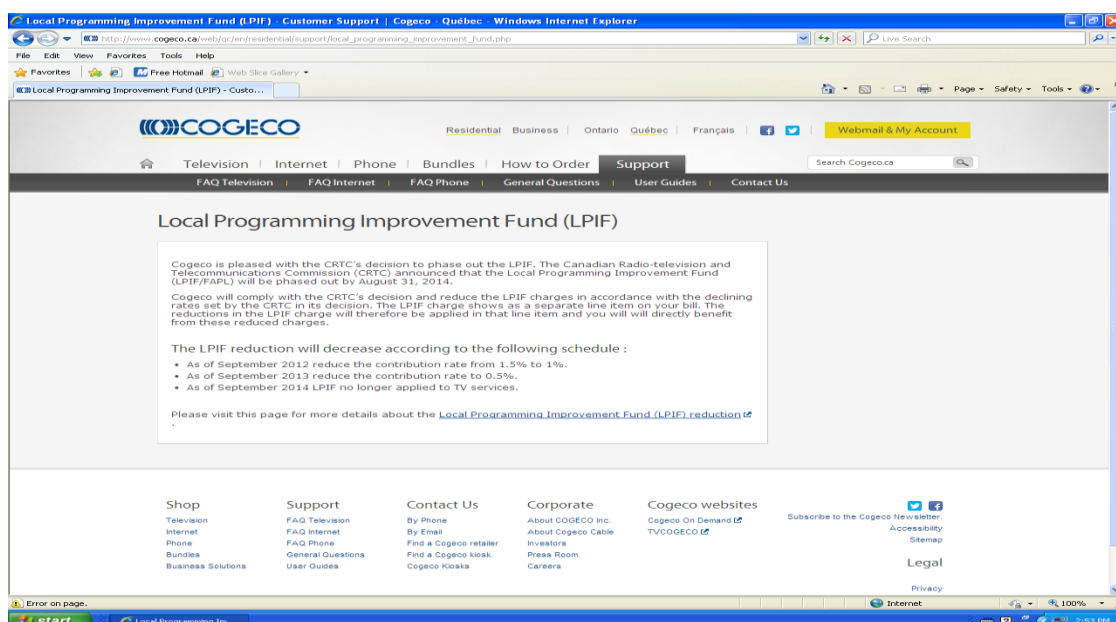 Local Programming Improvement Fund (LPIF) - Customer Support | Cogeco - Québec - Windows Internet Explorer
http://www.cogeco.ca/web/qc/en/residential/support/local_programming_improvement_fund.php
Live Search
File Edit View Favorites Tools Help
Favorites Free Hotmail Web Slice Gallery
Local Programming Improvement Fund (LPIF) - Custo...
Page Safety Tools
COGECO
Residential Business Ontario Québec Français Webmail & My Account
Television Internet Phone Bundles How to Order Support
Search Cogeco.ca
FAQ Television FAQ Internet FAQ Phone General Questions User Guides Contact Us
Local Programming Improvement Fund (LPIF)
Cogeco is pleased with the CRTC's decision to phase out the LPIF. The Canadian Radio-television and
Telecommunications Commission (CRTC) announced that the Local Programming Improvement Fund
(LPIF/FAPL) will be phased out by August 31, 2014.
Cogeco will comply with the CRTC's decision and reduce the LPIF charges in accordance with the declining
rates set by the CRTC in its decision. The LPIF charge shows as a separate line item on your bill. The
reductions in the LPIF charge will therefore be applied in that line item and you will will directly benefit
from these reduced charges.
The LPIF reduction will decrease according to the following schedule :
• As of September 2012 reduce the contribution rate from 1.5% to 1%.
• As of September 2013 reduce the contribution rate to 0.5%.
• As of September 2014 LPIF no longer applied to TV services.
Please visit this page for more details about the Local Programming Improvement Fund (LPIF) reduction
.
Shop Support Contact Us Corporate Cogeco websites
Television FAQ Television By Phone About COGECO Inc. Cogeco On Demand
Subscribe to the Cogeco Newsletter.
Internet FAQ Internet By Email About Cogeco Cable TVCOGECO
Accessibility
Phone FAQ Phone Find a Cogeco retailer Investors
Sitemap
Bundles General Questions Find a Cogeco kiosk. Press Room
Business Solutions User Guides Cogeco Kiosks Careers
Legal
Privacy
Error on page. Internet 100%
start Local Programming Im... 2:53 PM